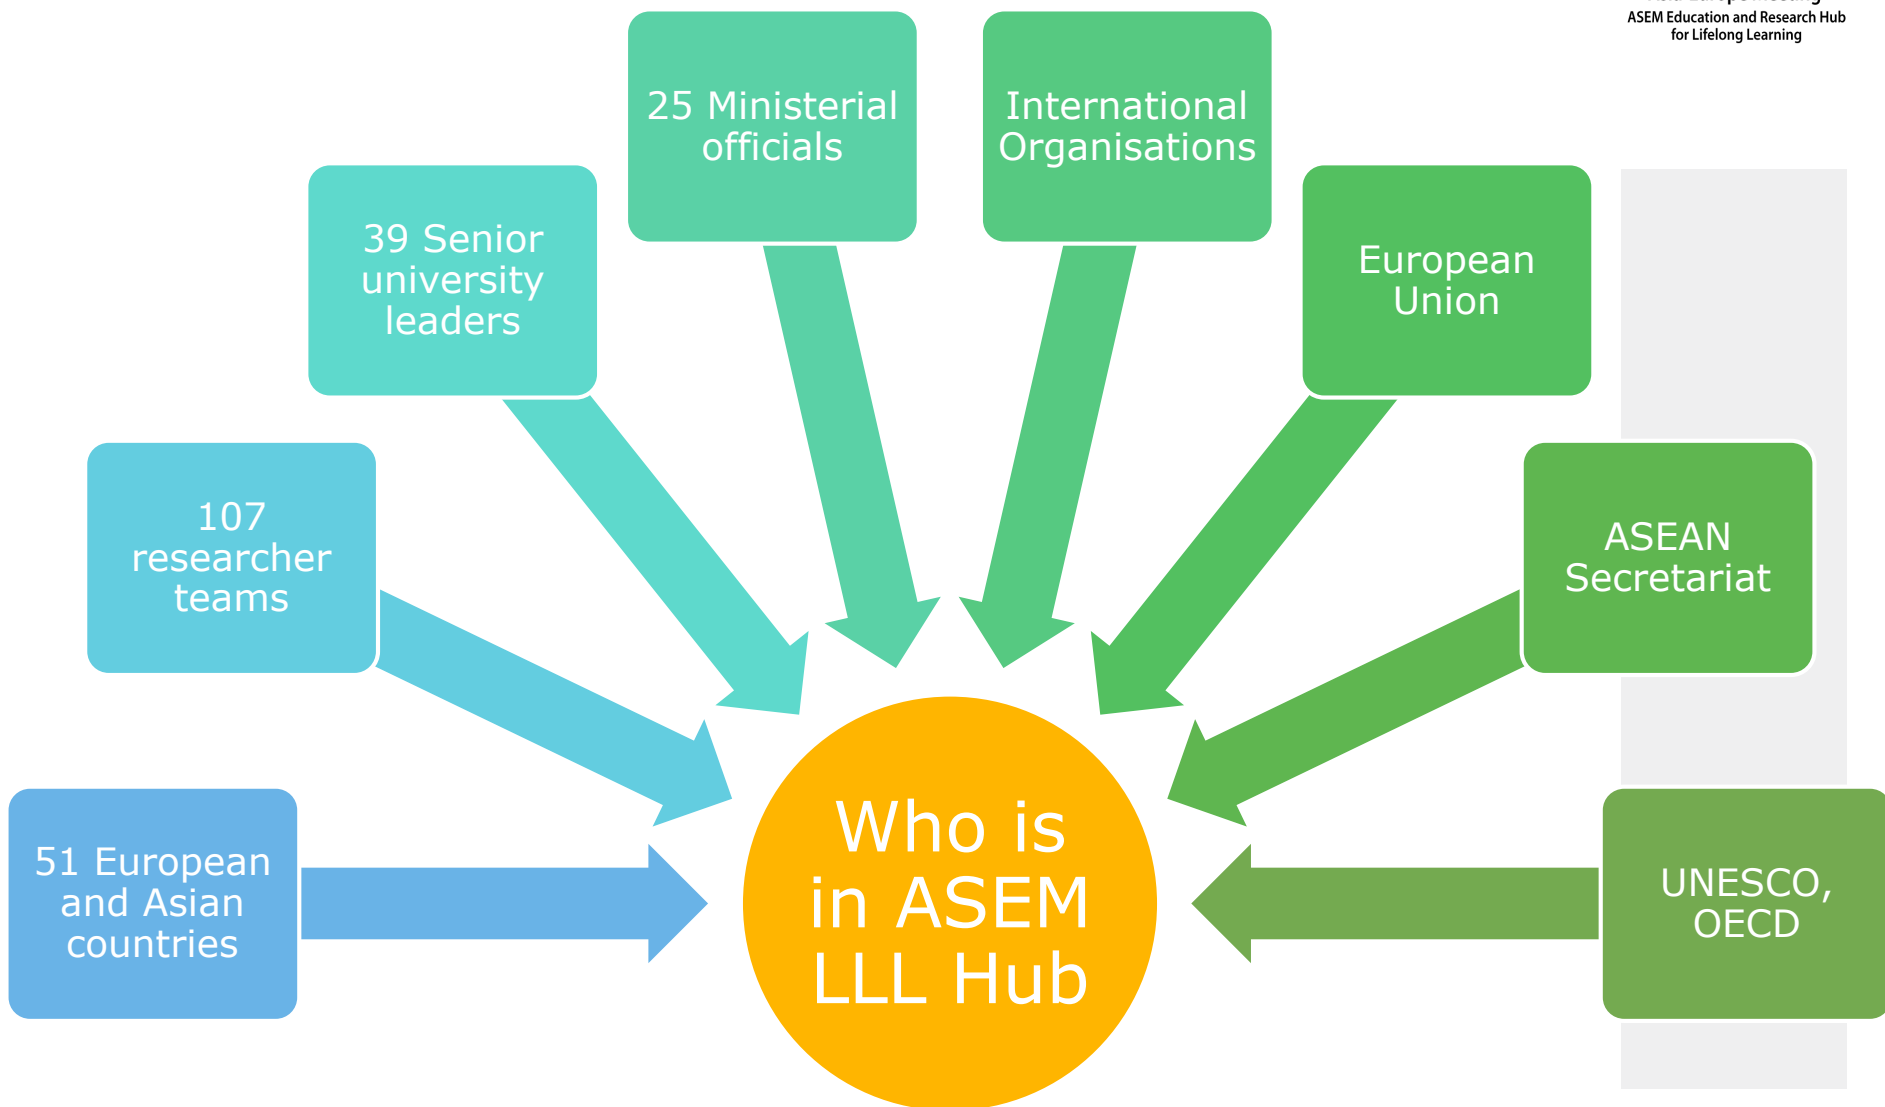 ASEM Education and Research Hub
for Lifelong Learning
25 Ministerial
officials
International
Organisations
39 Senior
university
leaders
European
Union
107
researcher
teams
ASEAN
Secretariat
51 European
and Asian
countries
Who is
in ASEM
LLL Hub
UNESCO,
OECD